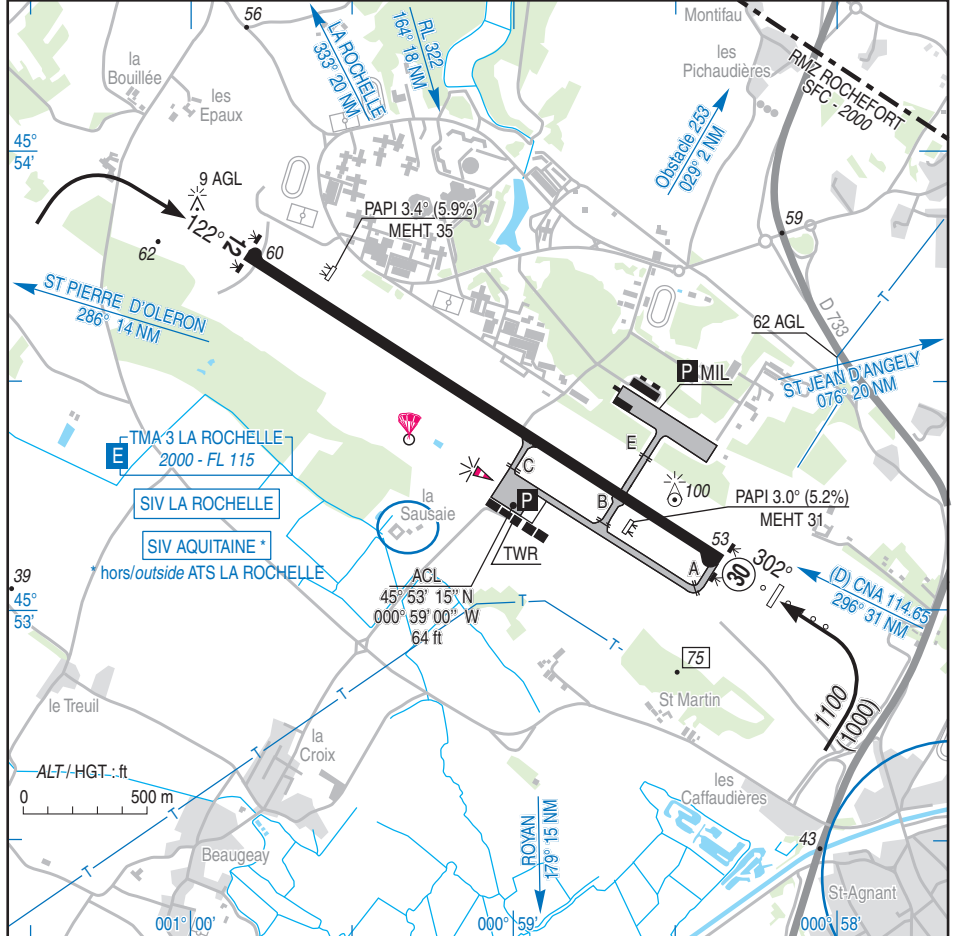 56
la
Bouillée
les
Epaux
LA ROCHELLE
333° 20 NM
RL 322
164° 18 NM
Montifau
les
Pichaudières
RMZ ROCHEFORT
SFC - 2000
Obstacle 253
029° 2 NM
45°
54'
9 AGL
122°
12
60
62
PAPI 3.4° (5.9%)
MEHT 35
59
D 733
T
ST PIERRE D'OLERON
286° 14 NM
62 AGL
ST JEAN D'ANGELY
076° 20 NM
P MIL
E
TMA 3 LA ROCHELLE
2000 - FL 115
E
SIV LA ROCHELLE
SIV AQUITAINE *
* hors/outside ATS LA ROCHELLE
la
Sausaie
C
P
B
100
PAPI 3.0° (5.2%)
MEHT 31
TWR
53
A
30
302°
(D) CNA 114.65
296° 31 NM
39
45°
53'
ACL
45° 53' 15" N
000° 59' 00" W
64 ft
T
T-
75
St Martin
1100
(1000)
le Treuil
T
la
Croix
T
ALT / HGT : ft
0 500 m
les
Caffaudières
43
Beaugeay
T
ROYAN
179° 15 NM
St-Agnant
001° 00'
000° 59'
000° 58'